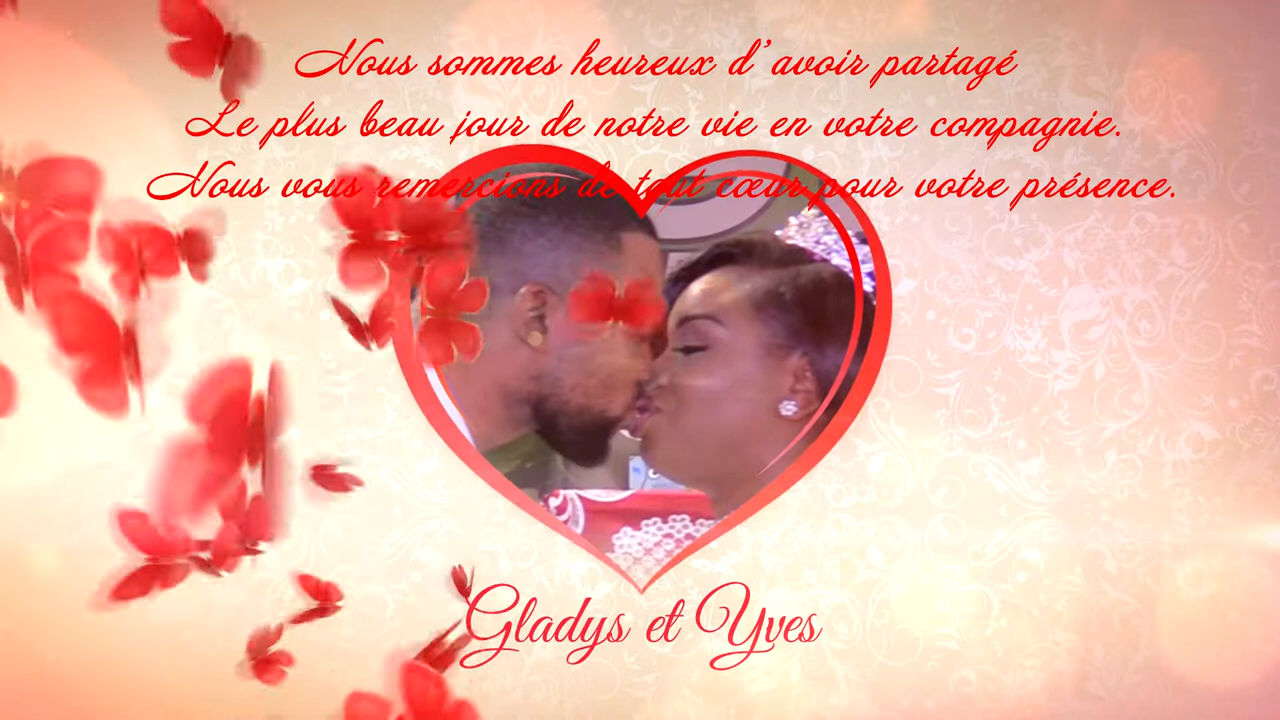 Nous sommes heureux d'avoir partagé
Le plus beau jour de notre vie en votre compagnie.
Nous vous remercions de tout cœur pour votre présence.
Gladys et Yves